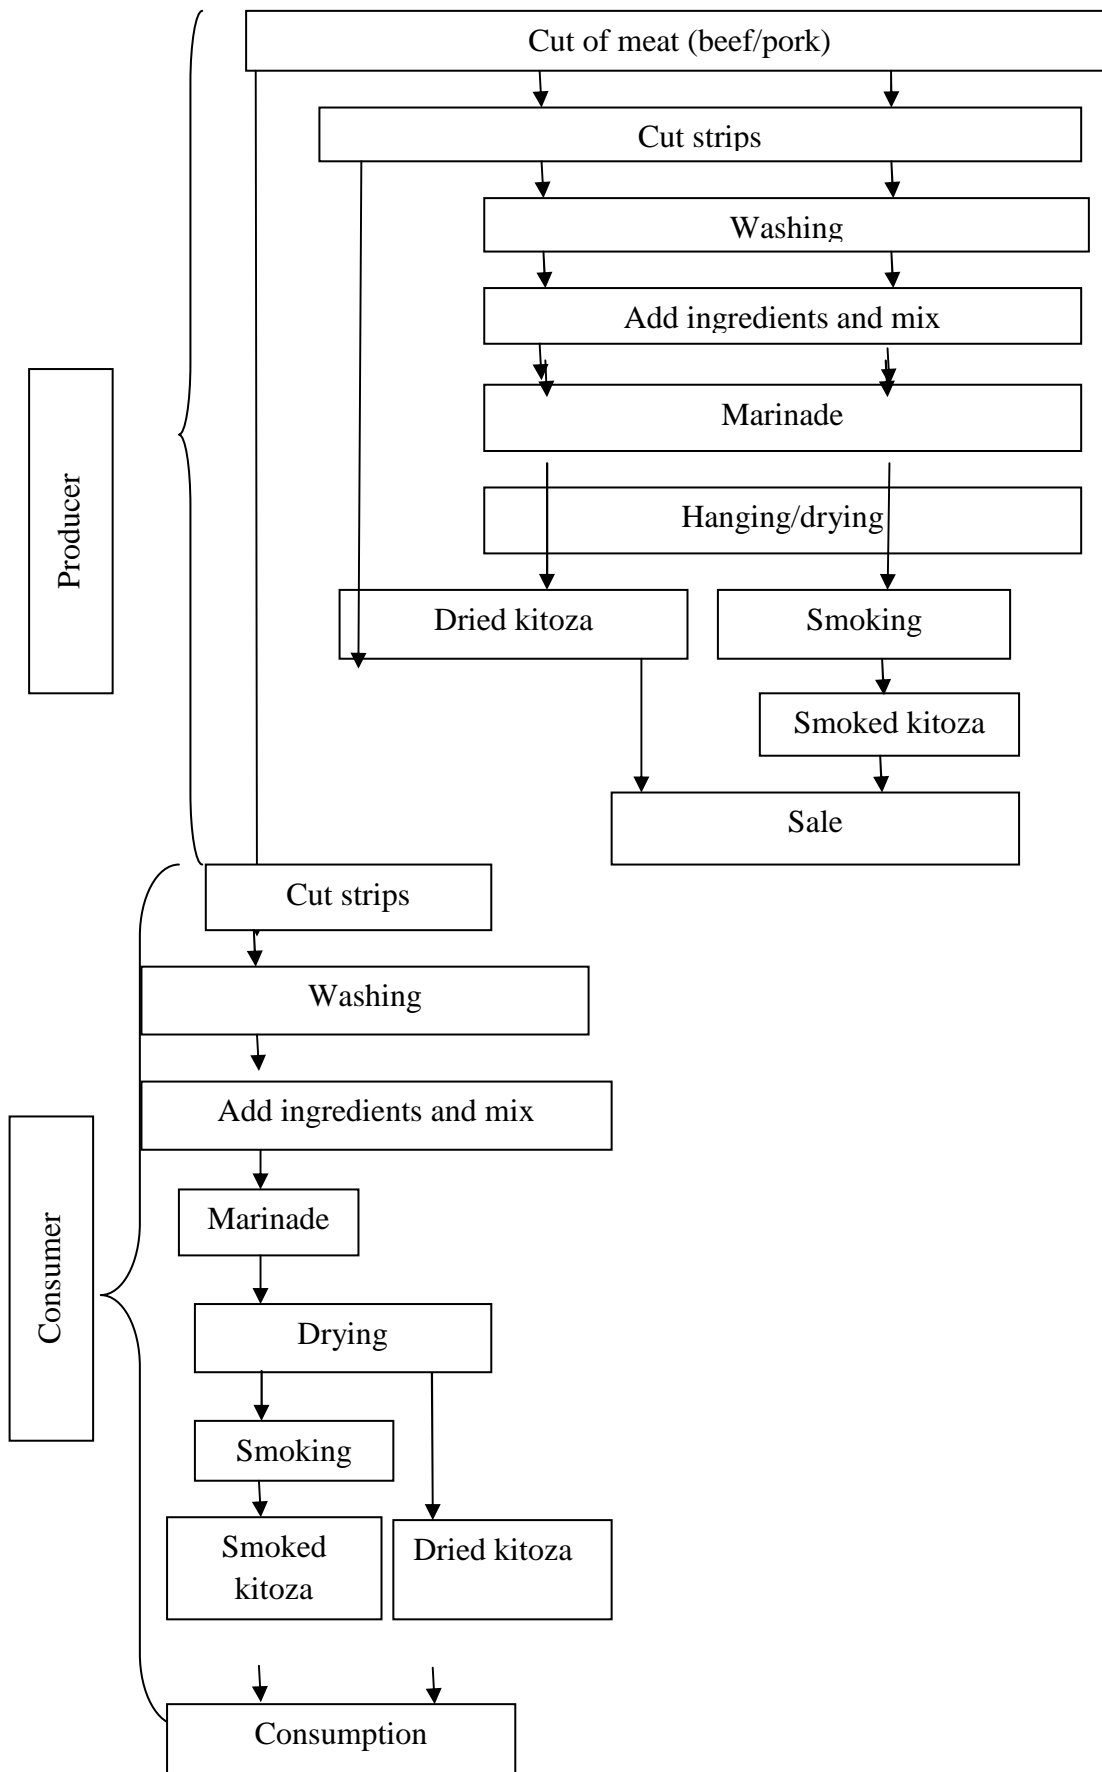 Cut of meat (beef/pork)
Cut strips
Washing
Add ingredients and mix
Marinade
Hanging/drying
Producer
Dried kitoza
Smoking
Smoked kitoza
Sale
Cut strips
Washing
Add ingredients and mix
Consumer
Marinade
Drying
Smoking
Smoked
kitoza
Dried kitoza
Consumption